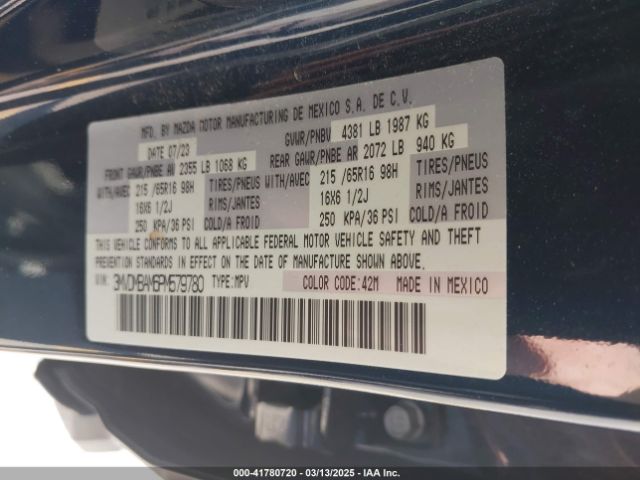 MFD. BY MAZDA MOTOR MANUFACTURING DE MEXICO S.A. DE C.V.
DATE 07/23 GVWR/PNBV 4381 LB 1987 KG
FRONT GAWR/PNBE AV 2355 LB 1068 KG REAR GAWR/PNBE AR 2072 LB 940 KG
WITH/AVEC 215 /65R16 98H TIRES/PNEUS WITH/AVEC 215 /65R16 98H TIRES/PNEUS
16X6 1/2J RIMS/JANTES 16X6 1/2J RIMS/JANTES
250 KPA/36 PSI COLD/A FROID 250 KPA/36 PSI COLD/A FROID
THIS VEHICLE CONFORMS TO ALL APPLICABLE FEDERAL MOTOR VEHICLE SAFETY AND THEFT
PREVENTION STANDARDS IN EFFECT ON THE DATE OF MANUFACTURE SHOWN ABOVE.
VIN: TYPE:MPV COLOR CODE:42M MADE IN MEXICO
000-41780720 - 03/13/2025 - IAA Inc.